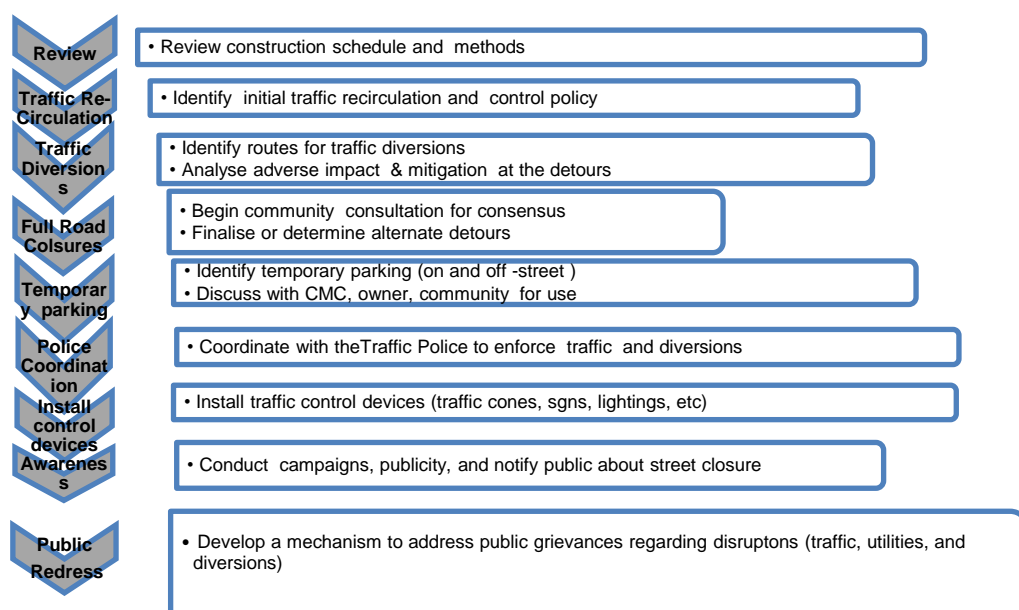 Review
• Review construction schedule and methods
Traffic Re-
Circulation
• Identify initial traffic recirculation and control policy
Traffic
Diversion
s
• Identify routes for traffic diversions
• Analyse adverse impact & mitigation at the detours
Full Road
Colsures
• Begin community consultation for consensus
• Finalise or determine alternate detours
Temporar
y parking
• Identify temporary parking (on and off -street )
• Discuss with CMC, owner, community for use
Police
Coordinat
ion
• Coordinate with theTraffic Police to enforce traffic and diversions
Install
control
devices
• Install traffic control devices (traffic cones, sgns, lightings, etc)
Awarenes
s
• Conduct campaigns, publicity, and notify public about street closure
Public
Redress
• Develop a mechanism to address public grievances regarding disruptons (traffic, utilities, and
diversions)